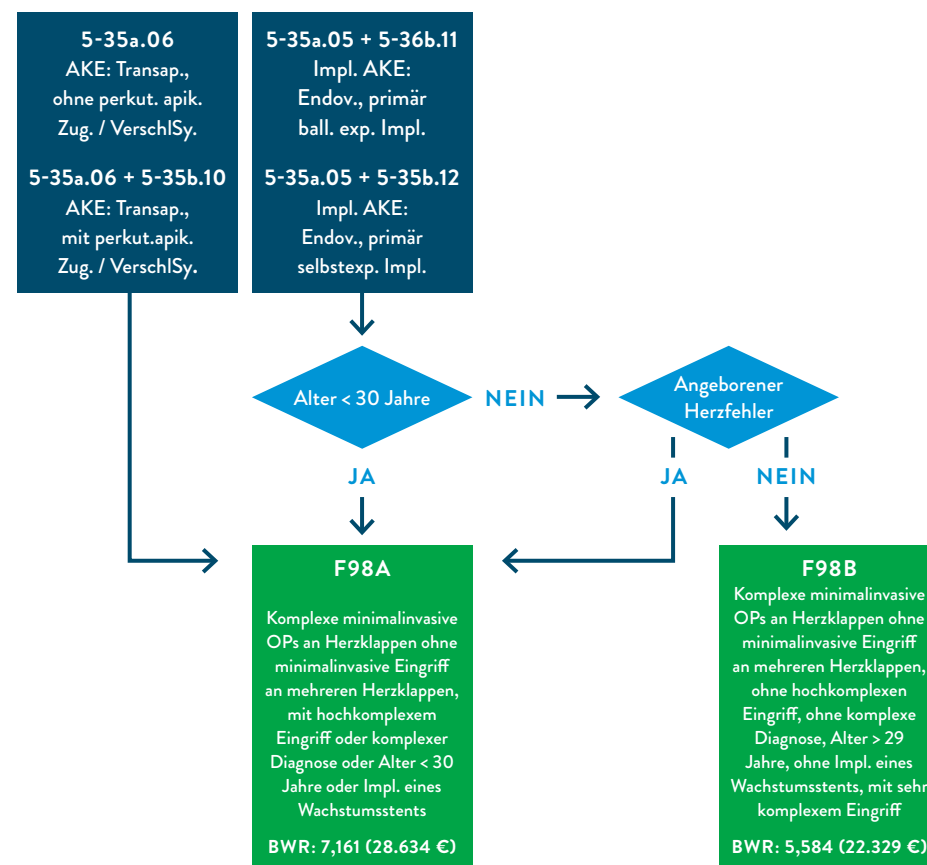 5-35a.06
AKE: Transap.,
ohne perkut. apik.
Zug. / VerschlSy.
5-35a.06 + 5-35b.10
AKE: Transap.,
mit perkut.apik.
Zug. / VerschlSy.
5-35a.05 + 5-36b.11
Impl. AKE:
Endov., primär
ball. exp. Impl.
5-35a.05 + 5-35b.12
Impl. AKE:
Endov., primär
selbstexp. Impl.
Alter < 30 Jahre
NEIN
Angeborener
Herzfehler
JA
JA
NEIN
F98A
Komplexe minimalinvasive
OPs an Herzklappen ohne
minimalinvasive Eingriff
an mehreren Herzklappen,
mit hochkomplexem
Eingriff oder komplexer
Diagnose oder Alter < 30
Jahre oder Impl. eines
Wachstumsstents
BWR: 7,161 (28.634 €)
F98B
Komplexe minimalinvasive
OPs an Herzklappen ohne
minimalinvasive Eingriff
an mehreren Herzklappen,
ohne hochkomplexen
Eingriff, ohne komplexe
Diagnose, Alter > 29
Jahre, ohne Impl. eines
Wachstumsstents, mit sehr
komplexem Eingriff
BWR: 5,584 (22.329 €)